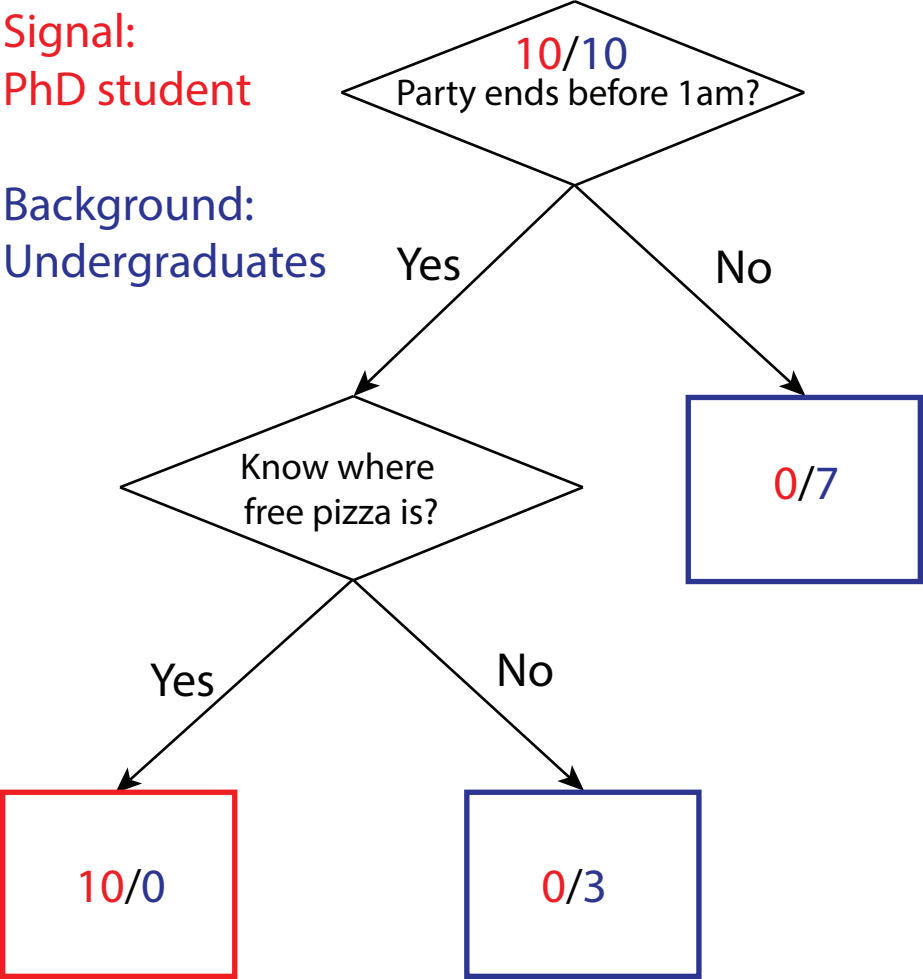 Signal:
PhD student
10/10
Party ends before 1am?
Background:
Undergraduates
Yes
No
Know where
free pizza is?
0/7
Yes
No
10/0
0/3